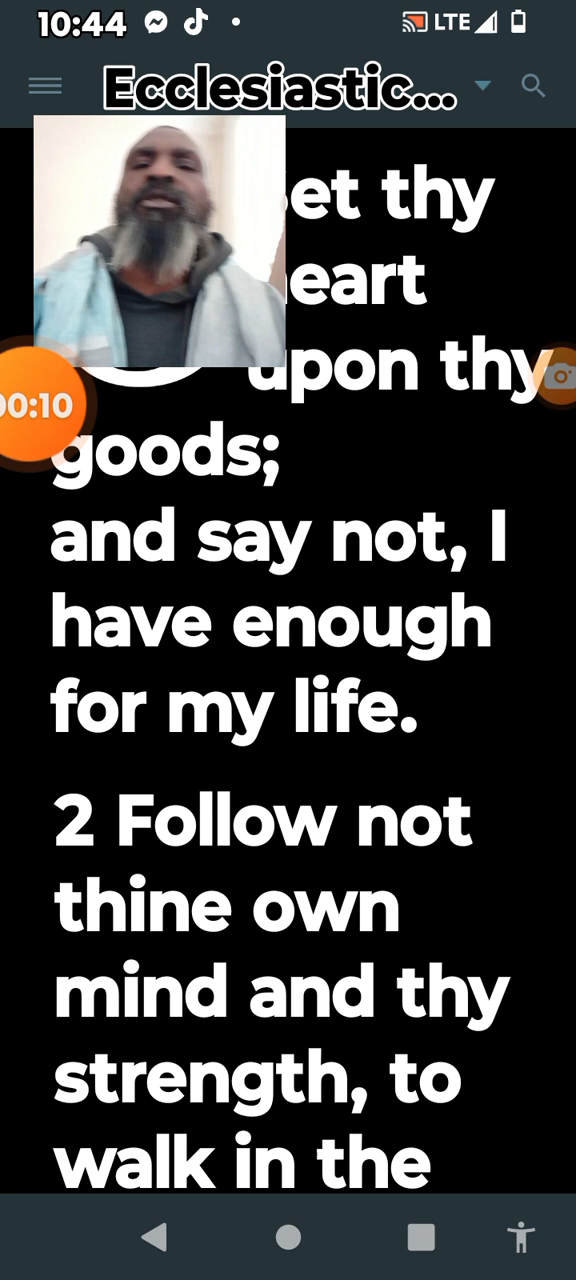 10:44 LTE
Ecclesiastic...
et thy
eart
upon thy
00:10
goods;
and say not, I
have enough
for my life.
2 Follow not
thine own
mind and thy
strength, to
walk in the